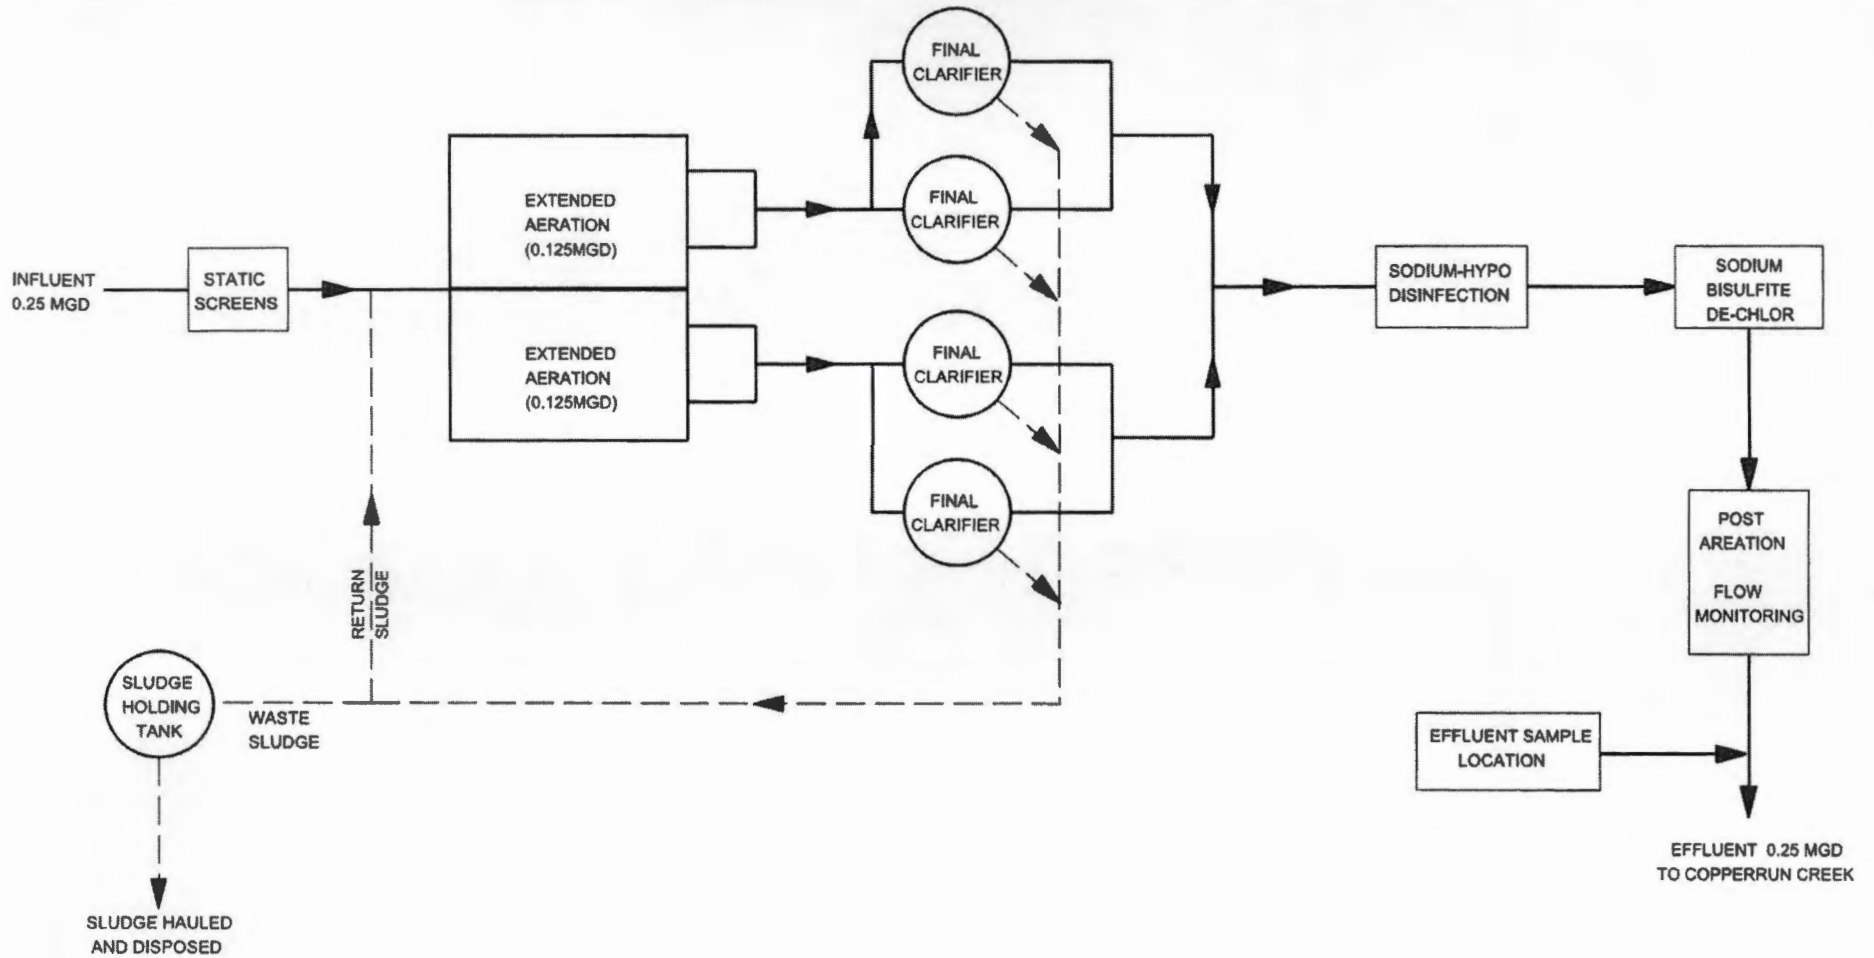 INFLUENT
0.25 MGD
STATIC
SCREENS
EXTENDED
AERATION
(0.125MGD)
EXTENDED
AERATION
(0.125MGD)
FINAL
CLARIFIER
FINAL
CLARIFIER
FINAL
CLARIFIER
FINAL
CLARIFIER
SODIUM-HYPO
DISINFECTION
SODIUM
BISULFITE
DE-CHLOR
POST
AREATION
FLOW
MONITORING
EFFLUENT SAMPLE
LOCATION
EFFLUENT 0.25 MGD
TO COPPERRUN CREEK
RETURN
SLUDGE
WASTE
SLUDGE
SLUDGE
HOLDING
TANK
SLUDGE HAULED
AND DISPOSED